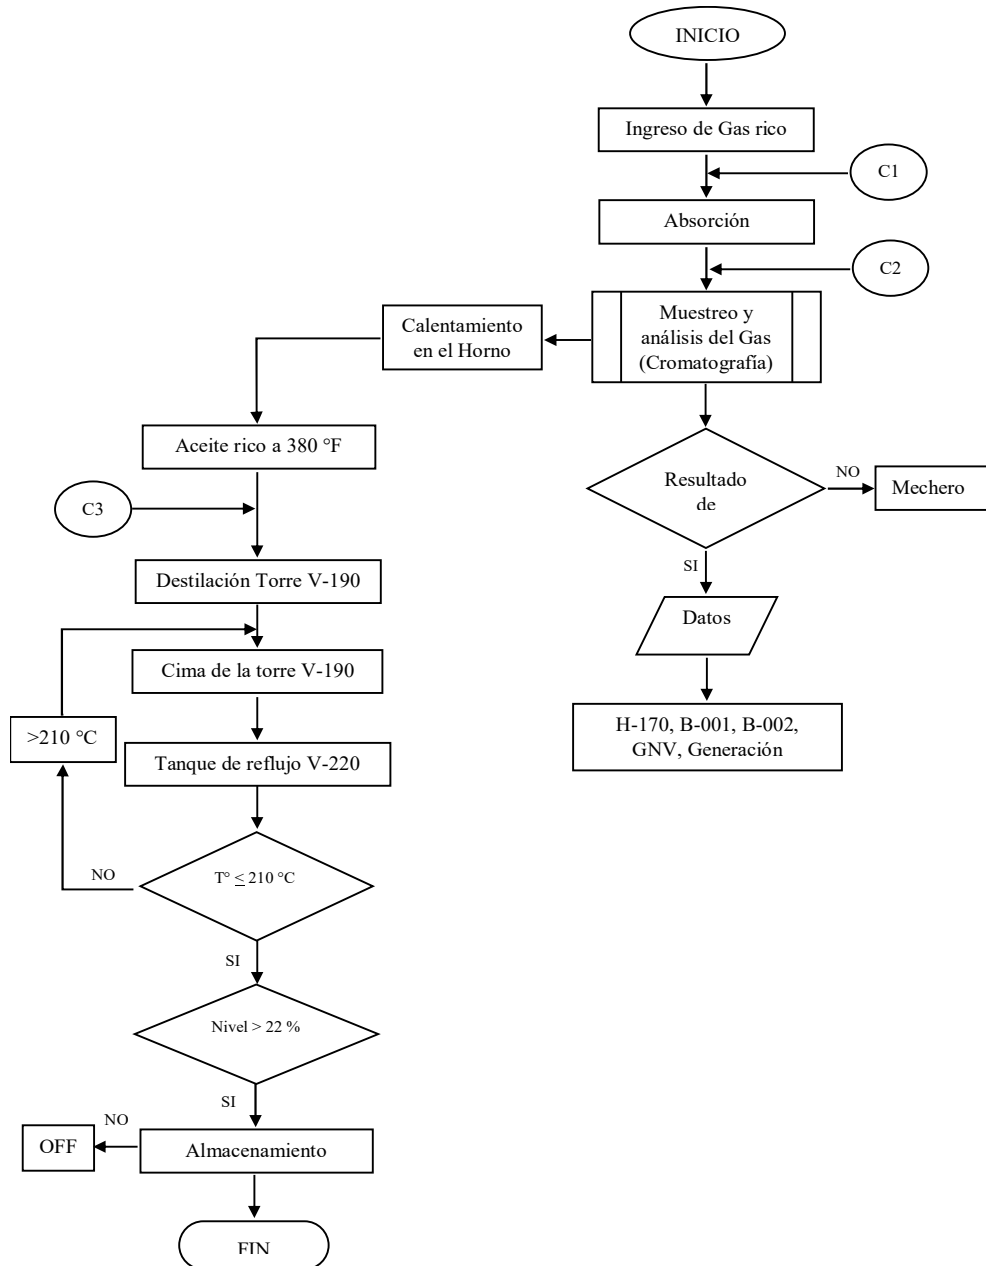 INICIO
Ingreso de Gas rico
C1
Absorción
C2
Muestreo y
análisis del Gas
(Cromatografía)
Calentamiento
en el Horno
Aceite rico a 380 °F
C3
Destilación Torre V-190
Cima de la torre V-190
>210 °C
Tanque de reflujo V-220
T° ≤ 210 °C
NO
SI
Nivel > 22 %
SI
NO
OFF
Almacenamiento
FIN
Resultado
de
NO
Mechero
SI
Datos
H-170, B-001, B-002,
GNV, Generación